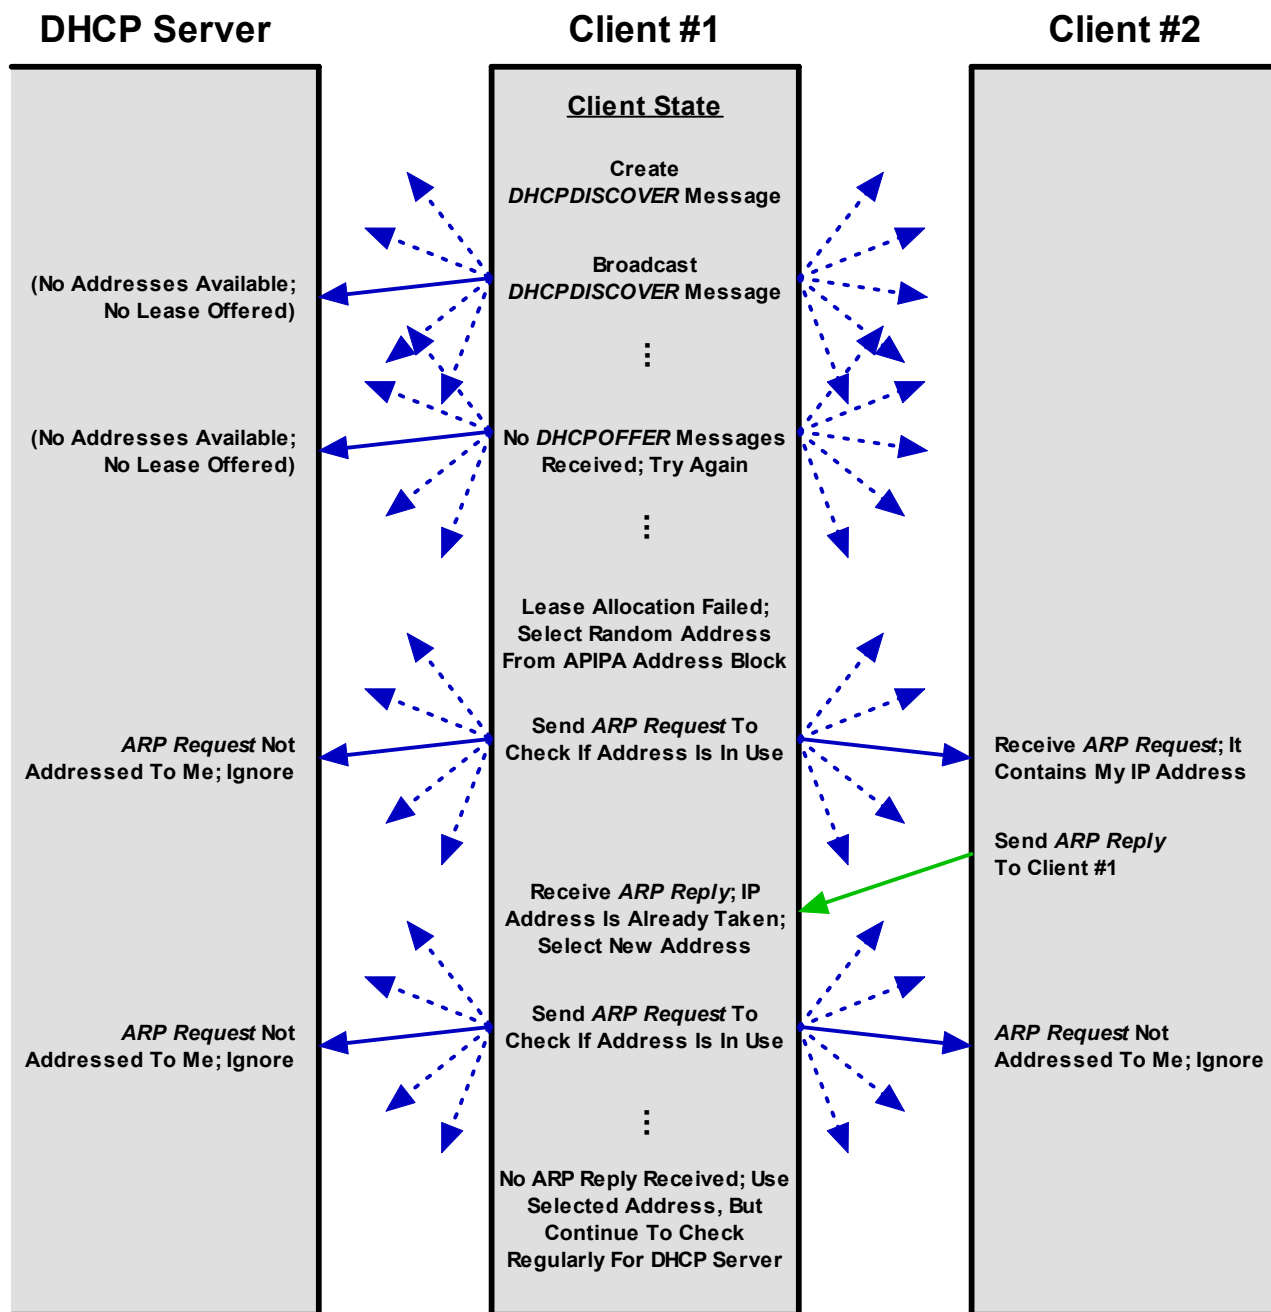 DHCP Server
Client #1
Client #2
Client State
Create
DHCPDISCOVER Message
Broadcast
DHCPDISCOVER Message
(No Addresses Available;
No Lease Offered)
⋮
(No Addresses Available;
No Lease Offered)
No DHCPOFFER Messages
Received; Try Again
⋮
Lease Allocation Failed;
Select Random Address
From APIPA Address Block
Send ARP Request To
Check If Address Is In Use
ARP Request Not
Addressed To Me; Ignore
Receive ARP Request; It
Contains My IP Address
Send ARP Reply
To Client #1
Receive ARP Reply; IP
Address Is Already Taken;
Select New Address
Send ARP Request To
Check If Address Is In Use
ARP Request Not
Addressed To Me; Ignore
ARP Request Not
Addressed To Me; Ignore
⋮
No ARP Reply Received; Use
Selected Address, But
Continue To Check
Regularly For DHCP Server